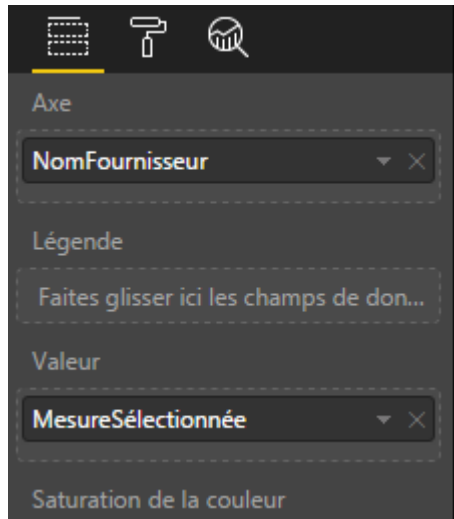 Axe
NomFournisseur
Légende
Faites glisser ici les champs de don...
Valeur
MesureSélectionnée
Saturation de la couleur